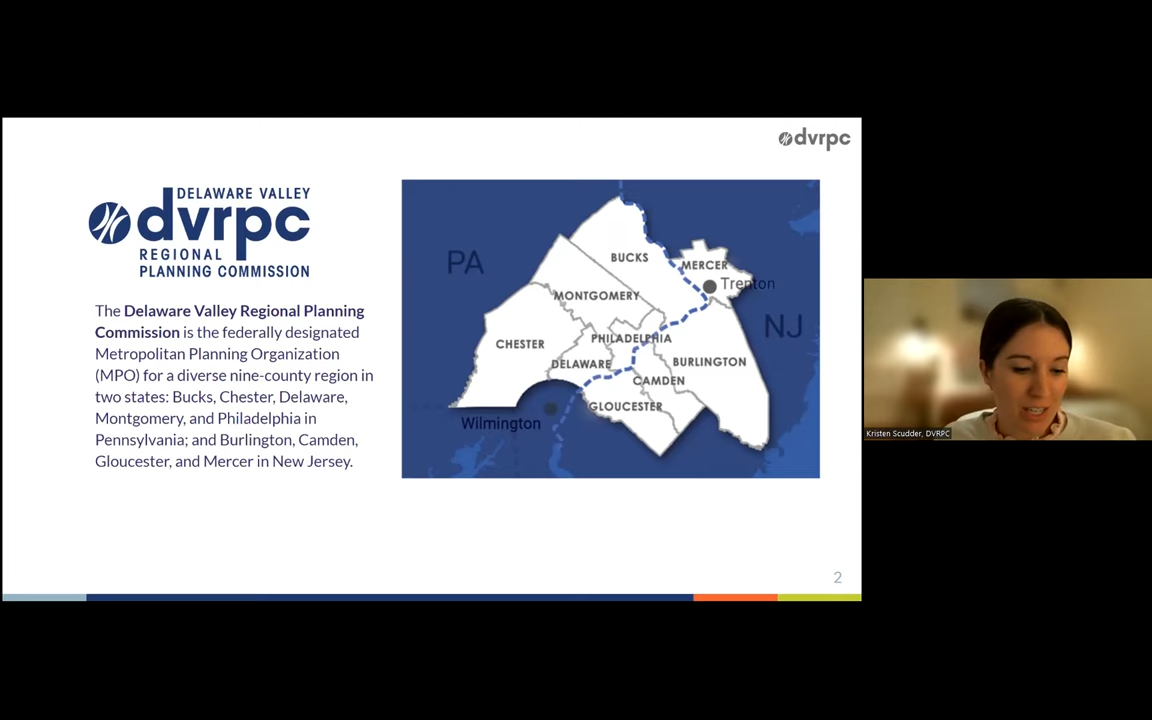 dvrpc
DELAWARE VALLEY
dvrpc
REGIONAL
PLANNING COMMISSION
The Delaware Valley Regional Planning
Commission is the federally designated
Metropolitan Planning Organization
(MPO) for a diverse nine-county region in
two states: Bucks, Chester, Delaware,
Montgomery, and Philadelphia in
Pennsylvania; and Burlington, Camden,
Gloucester, and Mercer in New Jersey.
PA
BUCKS
MERCER
Trenton
MONTGOMERY
NJ
PHILADELPHIA
CHESTER
DELAWARE
BURLINGTON
CAMDEN
GLOUCESTER
Wilmington
Kristen Scudder, DVRPC
2